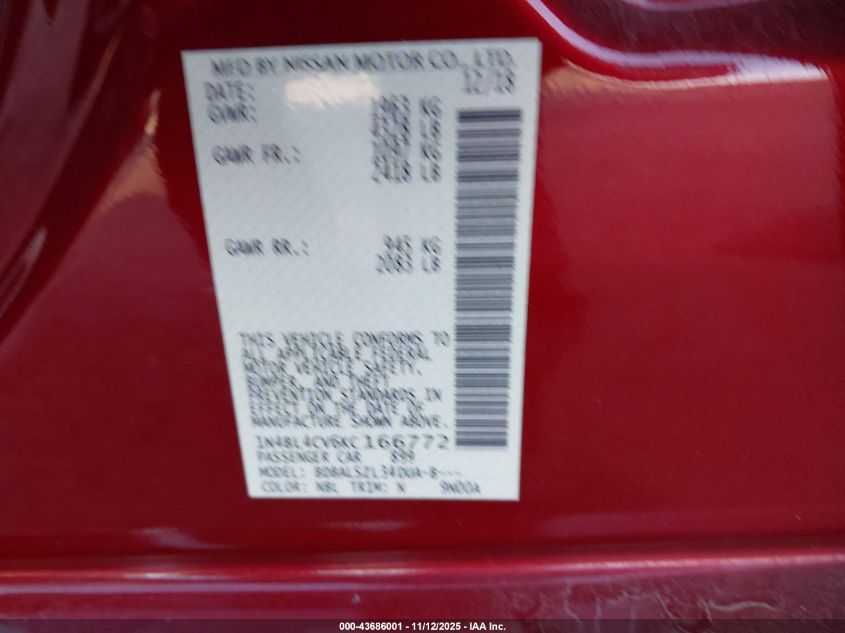 MFD BY NISSAN MOTOR CO., LTD.
DATE: 12/18
GVWR: 1963 KG
4328 LB
GAWR FR.: 1097 KG
2418 LB
GAWR RR.: 945 KG
2083 LB
THIS VEHICLE CONFORMS TO
ALL APPLICABLE FEDERAL
MOTOR VEHICLE SAFETY,
BUMPER, AND THEFT
PREVENTION STANDARDS IN
EFFECT ON THE DATE OF
MANUFACTURE SHOWN ABOVE.
1N4BL4CV6KC166772
PASSENGER CAR 899
MODEL:
COLOR: NBL TRIM: N 9N00A
000-43686001 - 11/12/2025 - IAA Inc.